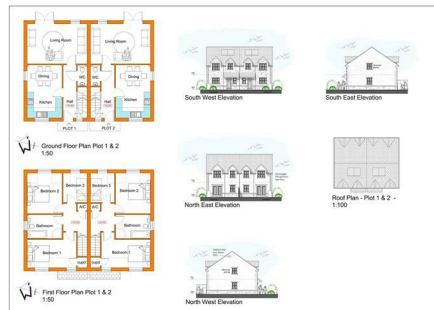 Living Room
Living Room
Dining
WC
WC
Dining
Kitchen
Hall
Hall
Kitchen
PLOT 1
PLOT 2
Ground Floor Plan Plot 1 & 2
1:50
Bedroom 3
Bedroom 2
Bedroom 3
Bedroom 2
A/C
A/C
Bathroom
Bathroom
Bedroom 1
Bedroom 1
cup'd
cup'd
First Floor Plan Plot 1 & 2
1:50
South West Elevation
South East Elevation
North East Elevation
Roof Plan - Plot 1 & 2 -
1:100
North West Elevation